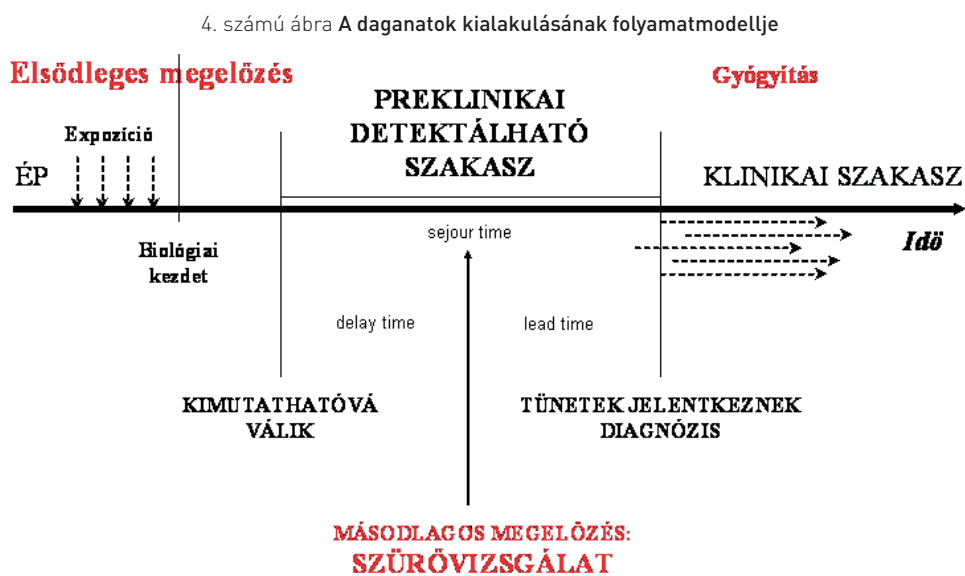 4. számú ábra A daganatok kialakulásának folyamatmodellje
Elsődleges megelőzés
Gyógyítás
PREKLINIKAI
DETEKTÁLHATÓ
SZAKASZ
Expozíció
ÉP
KLINIKAI SZAKASZ
sejour time
Idö
Biológiai
kezdet
delay time
lead time
KIMUTATHATÓVÁ
VÁLIK
TÜNETEK JELENTKEZNEK
DIAGNÓZIS
MÁSODLAGOS MEGELŐZÉS:
SZŰRŐVIZSGÁLAT